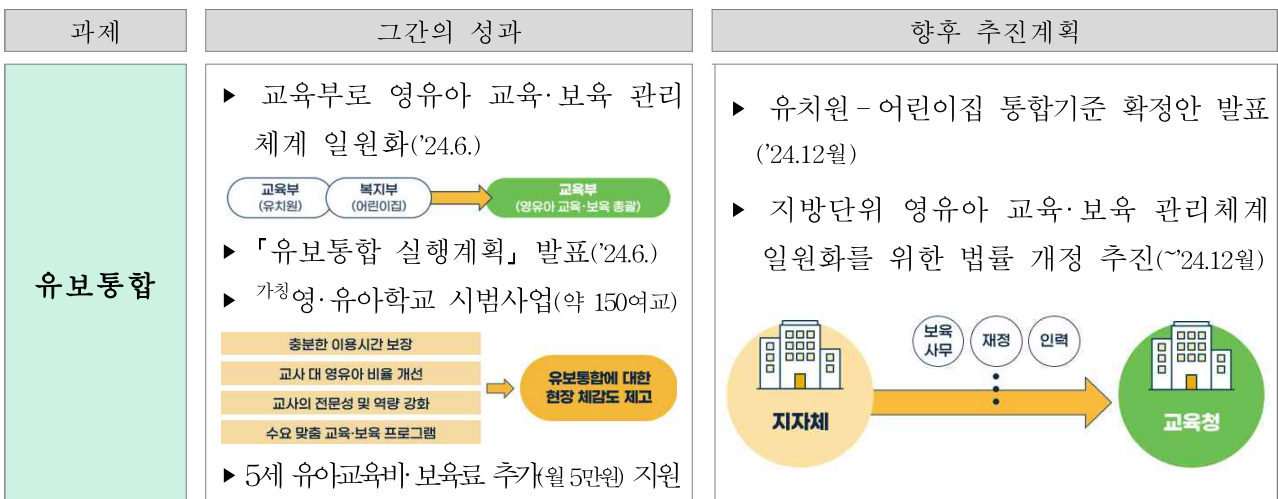 과제
그간의 성과
향후 추진계획
유보통합
▶ 교육부로 영유아 교육·보육 관리
체계 일원화('24.6.)
교육부
(유치원)
복지부
(어린이집)
교육부
(영유아 교육·보육 총괄)
▶ 「유보통합 실행계획」 발표('24.6.)
▶ 가칭영·유아학교 시범사업(약 150여교)
충분한 이용시간 보장
교사 대 영유아 비율 개선
교사의 전문성 및 역량 강화
수요 맞춤 교육·보육 프로그램
유보통합에 대한
현장 체감도 제고
▶ 5세 유아교육비·보육료 추가(월 5만원) 지원
▶ 유치원–어린이집 통합기준 확정안 발표
('24.12월)
▶ 지방단위 영유아 교육·보육 관리체계
일원화를 위한 법률 개정 추진(~'24.12월)
보육
사무
재정
인력
지자체
교육청